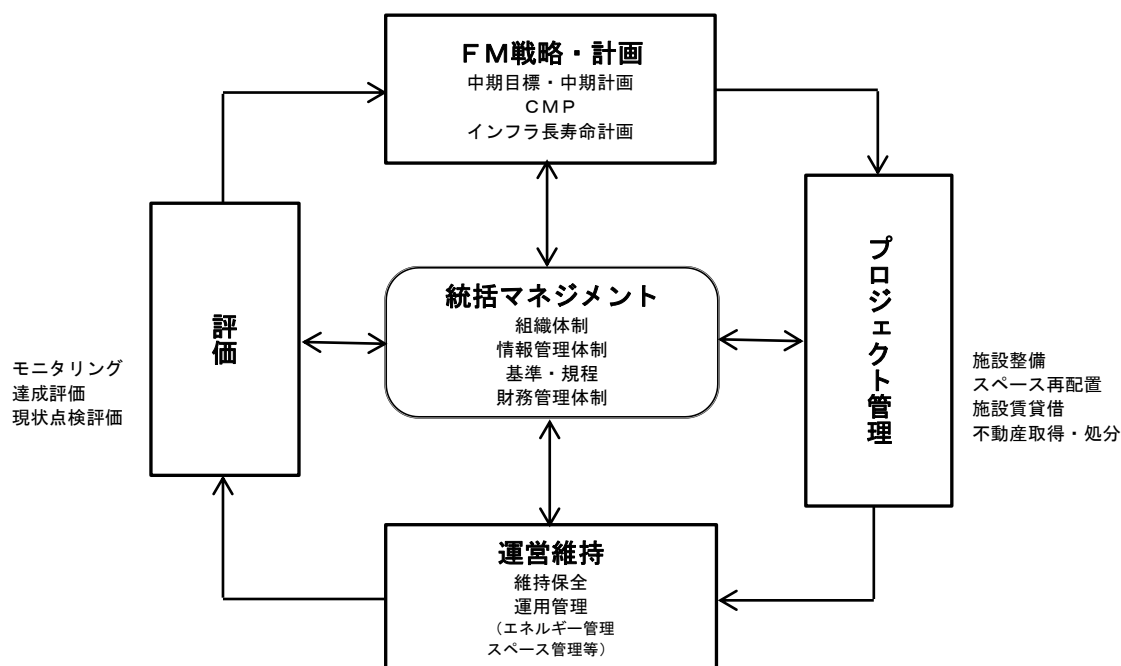 ＦＭ戦略・計画
中期目標・中期計画
ＣＭＰ
インフラ長寿命計画
プロジェクト管理
施設整備
スペース再配置
施設賃貸借
不動産取得・処分
統括マネジメント
組織体制
情報管理体制
基準・規程
財務管理体制
評価
モニタリング
達成評価
現状点検評価
運営維持
維持保全
運用管理
（エネルギー管理
スペース管理等）